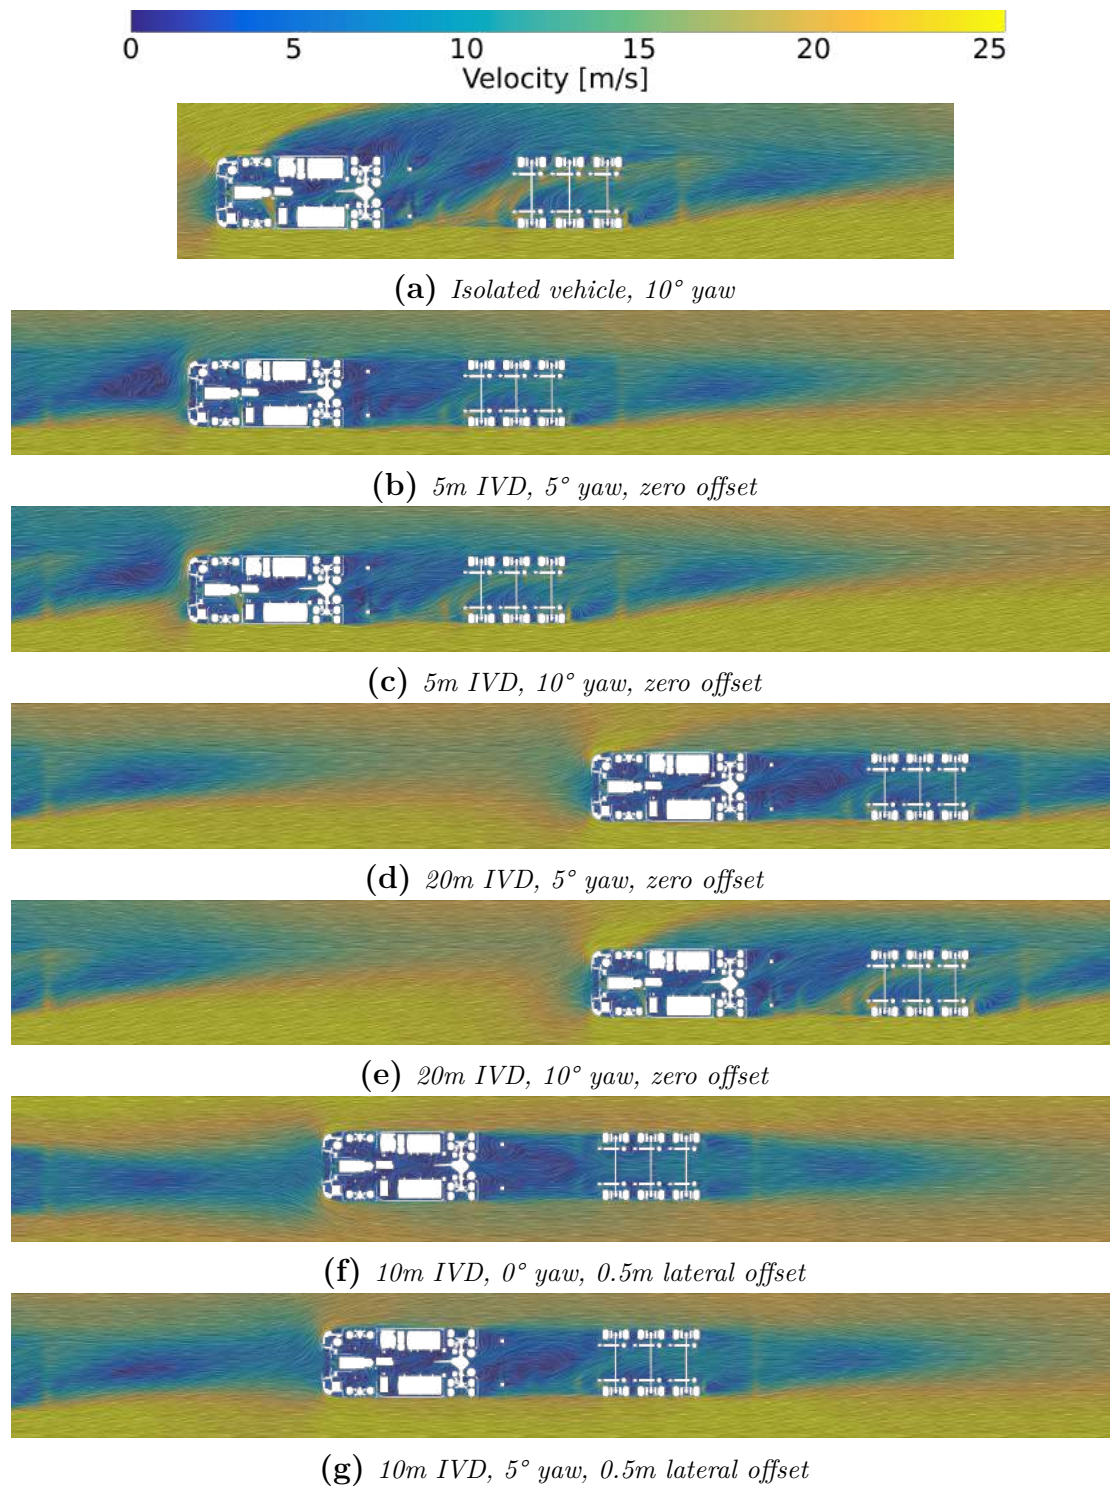 0 5 10 15 20 25
Velocity [m/s]
(a) Isolated vehicle, 10° yaw
(b) 5m IVD, 5° yaw, zero offset
(c) 5m IVD, 10° yaw, zero offset
(d) 20m IVD, 5° yaw, zero offset
(e) 20m IVD, 10° yaw, zero offset
(f) 10m IVD, 0° yaw, 0.5m lateral offset
(g) 10m IVD, 5° yaw, 0.5m lateral offset